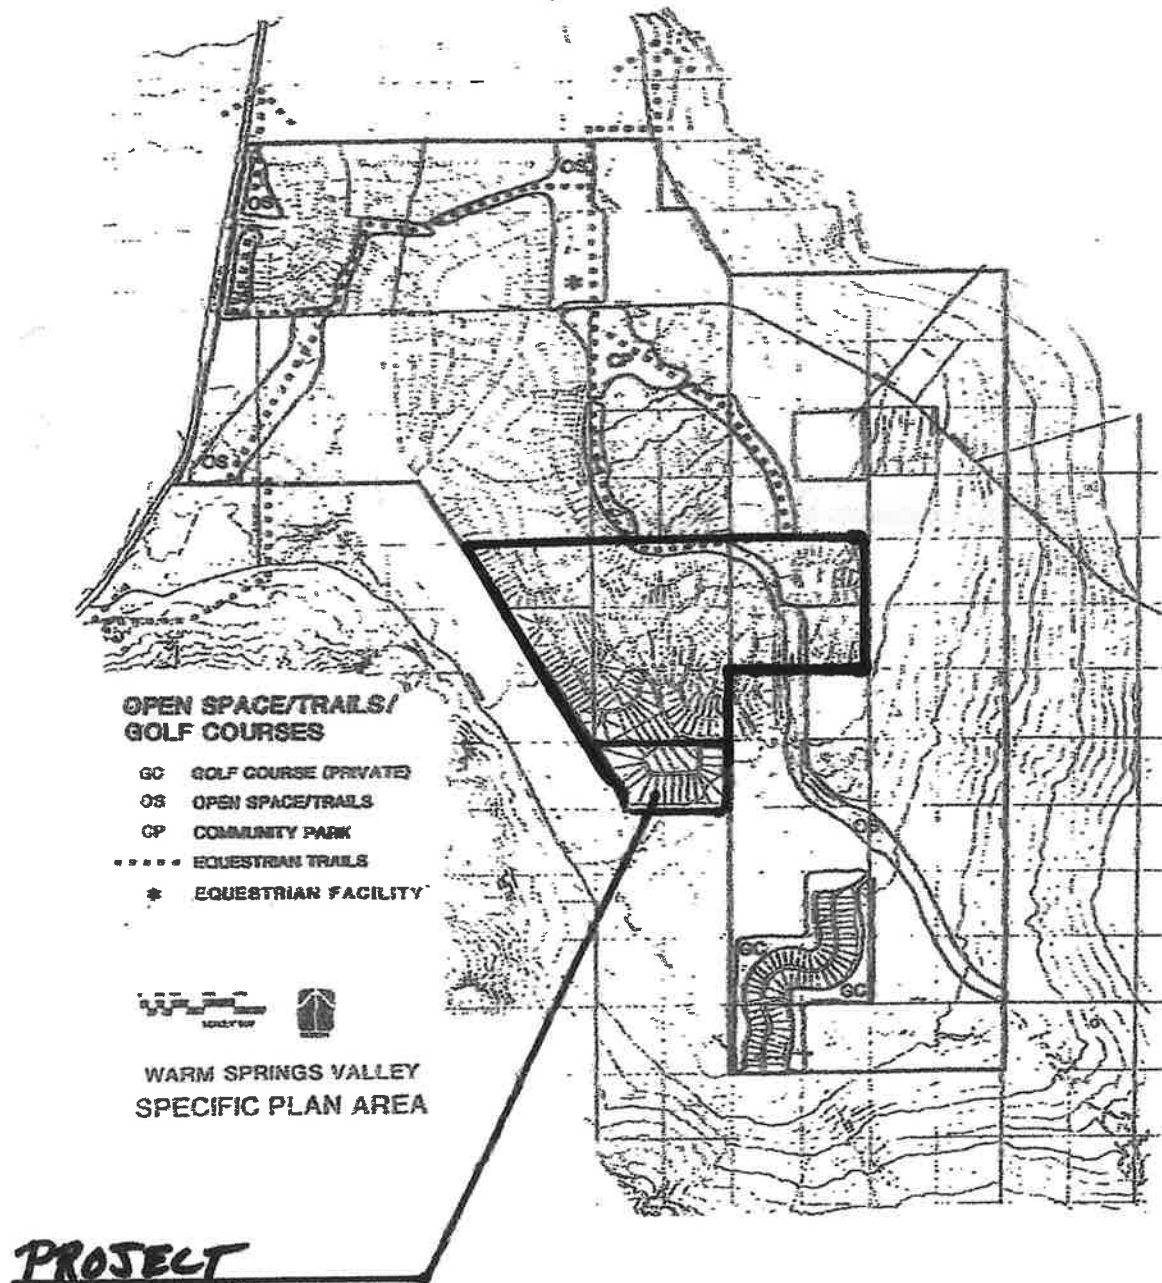 OS
OS
*
CP
OS
OPEN SPACE/TRAILS/
GOLF COURSES
GC GOLF COURSE (PRIVATE)
OS OPEN SPACE/TRAILS
CP COMMUNITY PARK
EQUESTRIAN TRAILS
* EQUESTRIAN FACILITY
OS
GC
GC
WARM SPRINGS VALLEY
SPECIFIC PLAN AREA
PROJECT